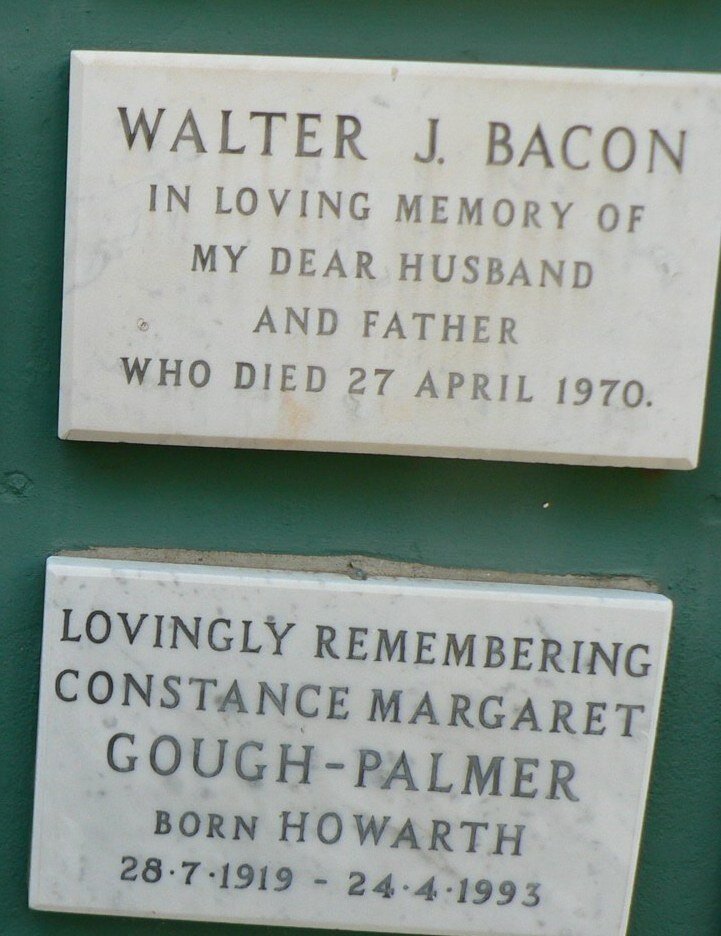 WALTER J. BACON
IN LOVING MEMORY OF
MY DEAR HUSBAND
AND FATHER
WHO DIED 27 APRIL 1970.
LOVINGLY REMEMBERING
CONSTANCE MARGARET
GOUGH-PALMER
BORN HOWARTH
28·7·1919 - 24·4·1993